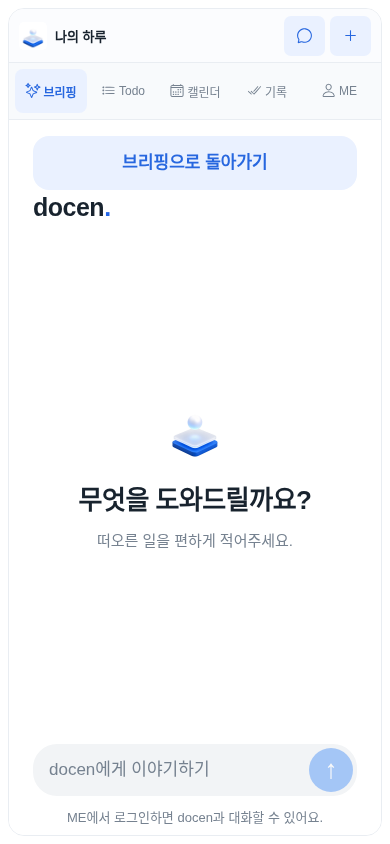 나의 하루
브리핑
Todo
캘린더
기록
ME
브리핑으로 돌아가기
docen.
무엇을 도와드릴까요?
떠오른 일을 편하게 적어주세요.
docen에게 이야기하기
↑
ME에서 로그인하면 docen과 대화할 수 있어요.